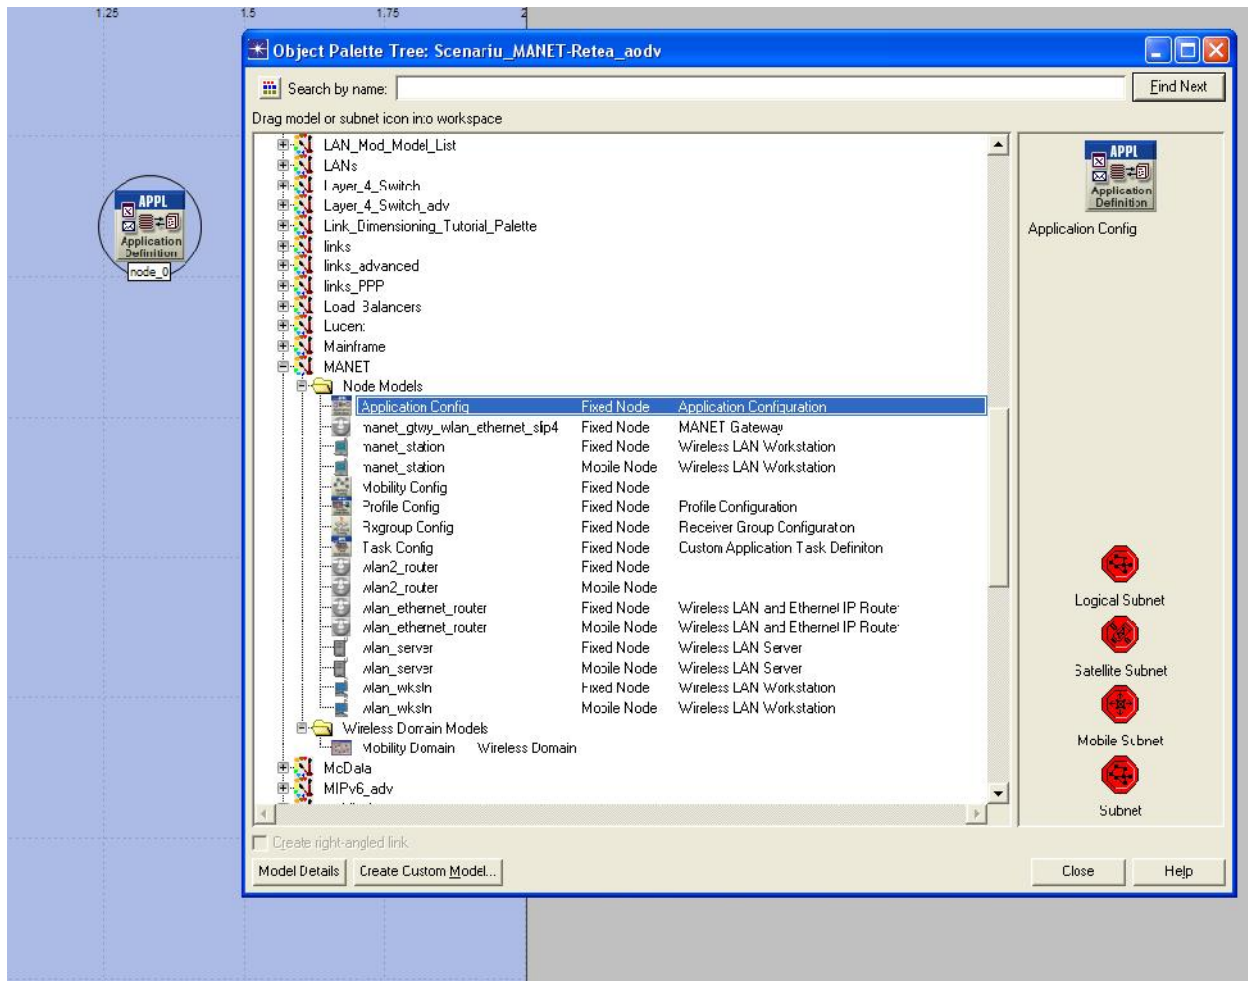 1.25 1.5 1.75 2
Object Palette Tree: Scenariu_MANET-Retea_aodv
Search by name:
Find Next
Drag model or subnet icon into workspace
LAN_Mod_Model_List
LANs
Layer_4_Switch
Layer_4_Switch_adv
Link_Dimensioning_Tutorial_Palette
links
links_advanced
links_PPP
Load Balancers
Lucent
Mainframe
MANET
Node Models
Application Config Fixed Node Application Configuration
manet_gtwy_wlan_ethernet_slip4 Fixed Node MANET Gateway
manet_station Fixed Node Wireless LAN Workstation
manet_station Mobile Node Wireless LAN Workstation
Mobility Config Fixed Node
Profile Config Fixed Node Profile Configuration
Rxgroup Config Fixed Node Receiver Group Configuraton
Task Config Fixed Node Custom Application Task Definiton
wlan2_router Fixed Node
wlan2_router Mobile Node
wlan_ethernet_router Fixed Node Wireless LAN and Ethernet IP Router
wlan_ethernet_router Mobile Node Wireless LAN and Ethernet IP Router
wlan_server Fixed Node Wireless LAN Server
wlan_server Mobile Node Wireless LAN Server
wlan_wkstn Fixed Node Wireless LAN Workstation
wlan_wkstn Mobile Node Wireless LAN Workstation
Wireless Domain Models
Mobility Domain Wireless Domain
McData
MIPv6_adv
APPL
Application
Definition
Application Config
Logical Subnet
Satellite Subnet
Mobile Subnet
Subnet
Create right-angled link
Model Details
Create Custom Model...
Close
Help
APPL
Application
Definition
node_0